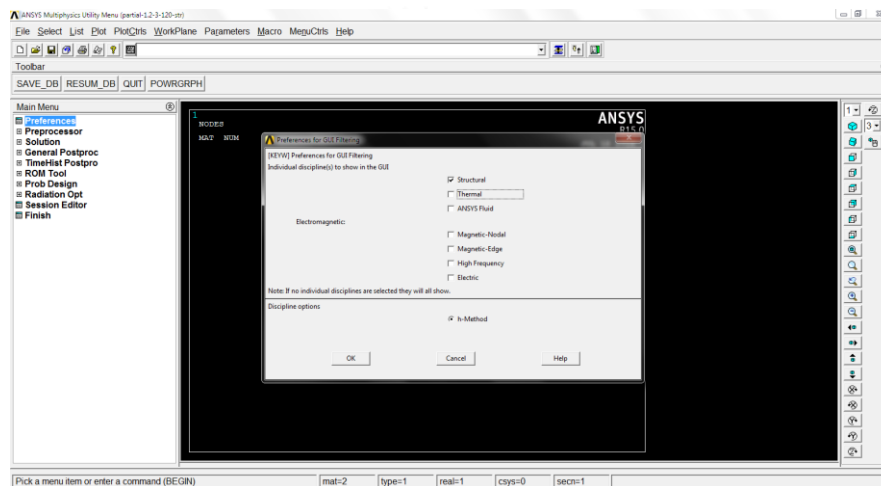 ANSYS Multiphysics Utility Menu (partial-1.2-3-120-str)
File Select List Plot PlotCtrls WorkPlane Parameters Macro MenuCtrls Help
Toolbar
SAVE_DB RESUM_DB QUIT POWRGRPH
Main Menu
Preferences
Preprocessor
Solution
General Postproc
TimeHist Postpro
ROM Tool
Prob Design
Radiation Opt
Session Editor
Finish
1
NODES
MAT NUM
ANSYS
R15.0
Preferences for GUI Filtering
[KEYW] Preferences for GUI Filtering
Individual discipline(s) to show in the GUI
Structural
Thermal
ANSYS Fluid
Electromagnetic:
Magnetic-Nodal
Magnetic-Edge
High Frequency
Electric
Note: If no individual disciplines are selected they will all show.
Discipline options
h-Method
OK Cancel Help
1
3
Pick a menu item or enter a command (BEGIN) mat=2 type=1 real=1 csys=0 secn=1